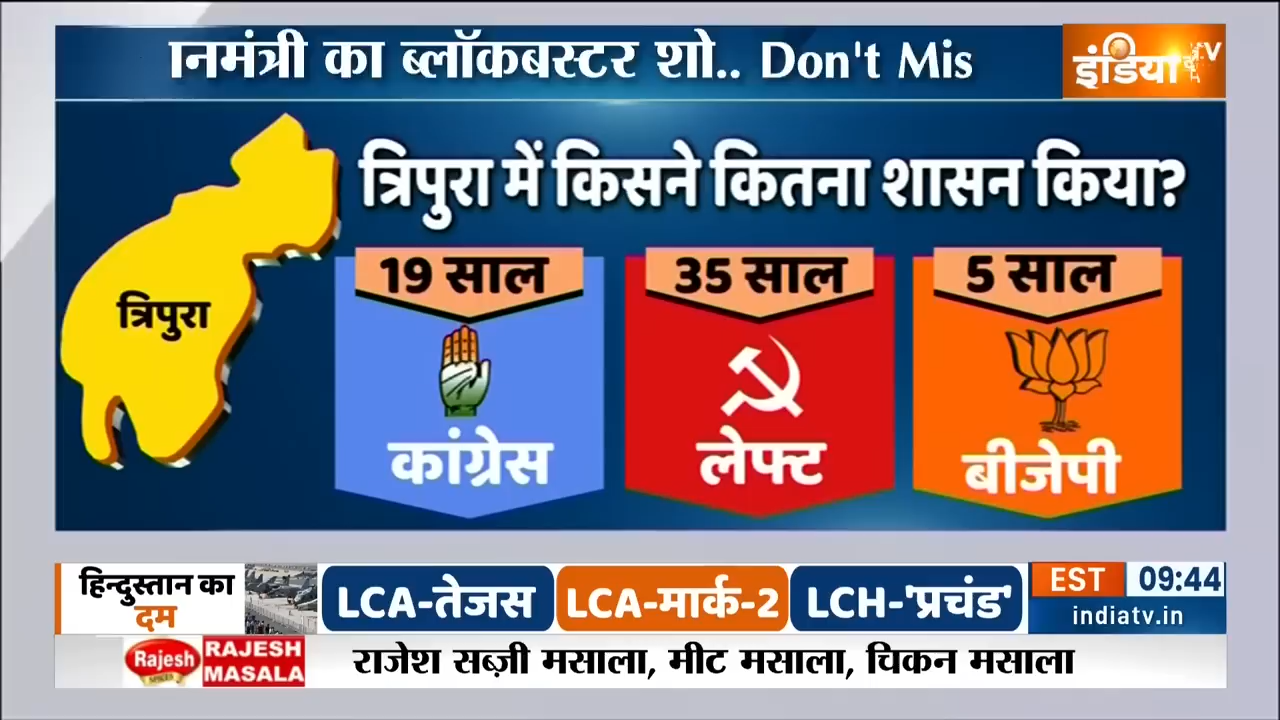 ानमंत्री का ब्लॉकबस्टर शो.. Don't Mis
इंडिया TV
त्रिपुरा में किसने कितना शासन किया?
त्रिपुरा
19 साल
कांग्रेस
35 साल
लेफ्ट
5 साल
बीजेपी
हिन्दुस्तान का
दम
LCA-तेजस
LCA-मार्क-2
LCH-'प्रचंड'
EST 09:44
indiatv.in
Rajesh
RAJESH
MASALA
राजेश सब्ज़ी मसाला, मीट मसाला, चिकन मसाला